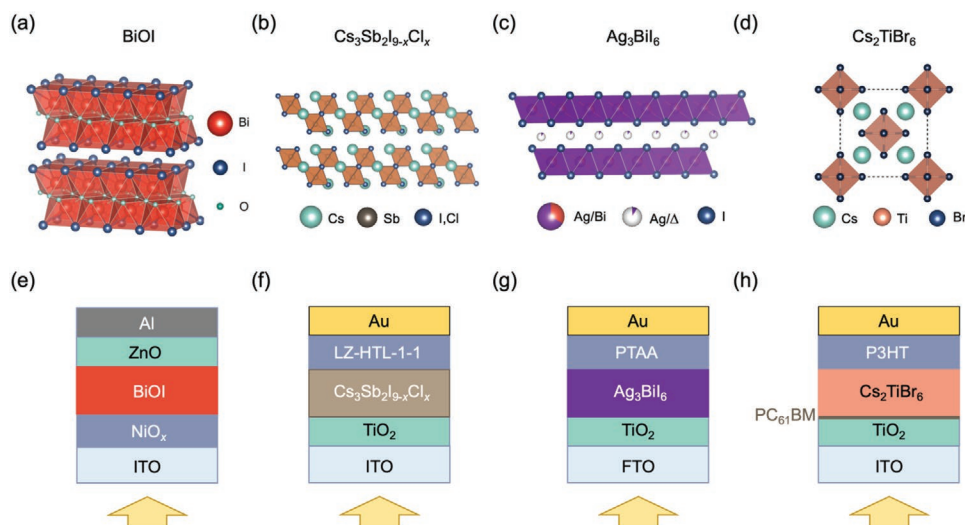 (a)
BiOI
Bi
I
O
(b)
Cs₃Sb₂I₉₋ₓClₓ
Cs
Sb
I,Cl
(c)
Ag₃BiI₆
Ag/Bi
Ag/Δ
I
(d)
Cs₂TiBr₆
Cs
Ti
Br
(e)
Al
ZnO
BiOI
NiOₓ
ITO
(f)
Au
LZ-HTL-1-1
Cs₃Sb₂I₉₋ₓClₓ
TiO₂
ITO
(g)
Au
PTAA
Ag₃BiI₆
TiO₂
FTO
(h)
Au
P3HT
Cs₂TiBr₆
PC₆₁BM
TiO₂
ITO